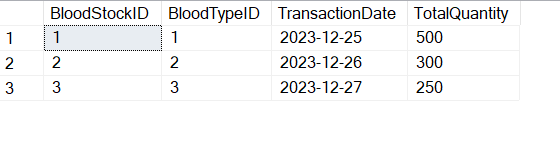 BloodStockID BloodTypeID TransactionDate TotalQuantity
1 1 1 2023-12-25 500
2 2 2 2023-12-26 300
3 3 3 2023-12-27 250